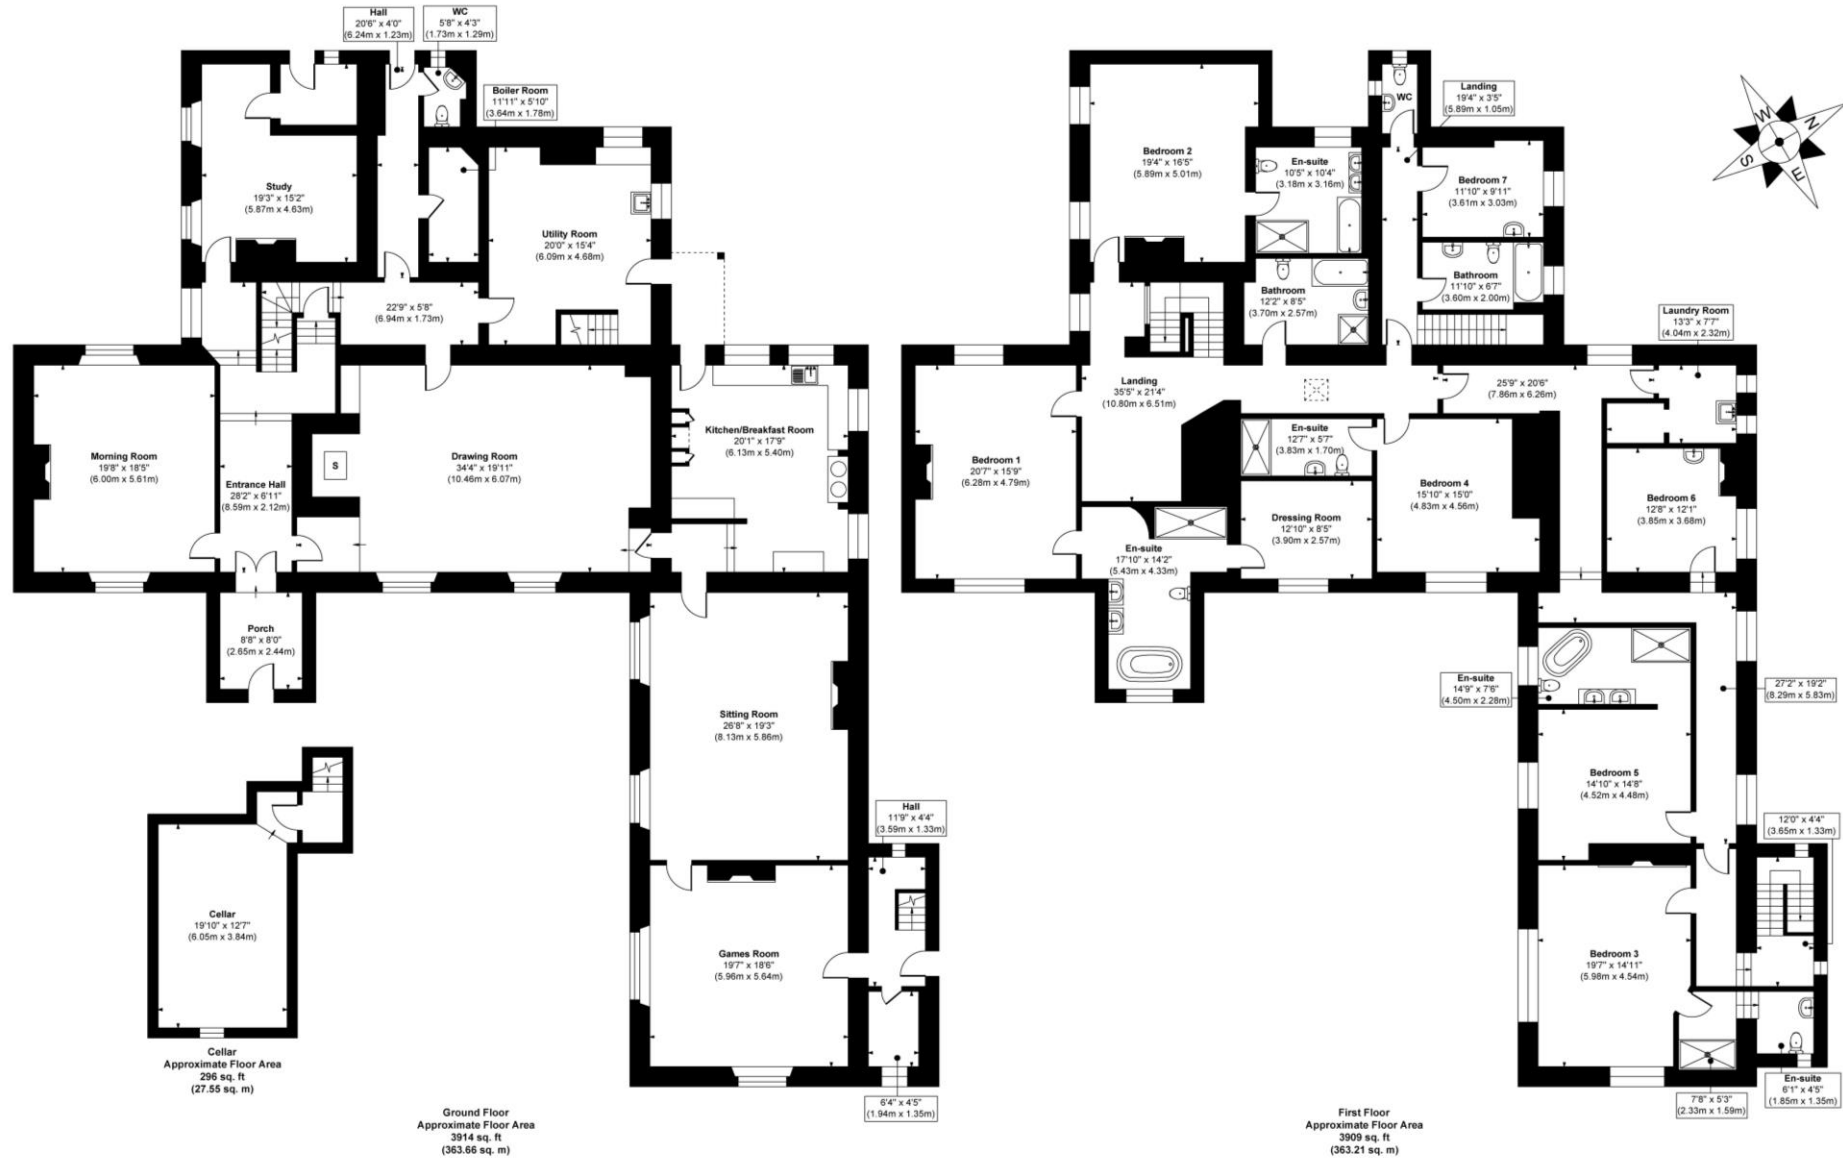 Hall
20'6" x 4'0"
(6.24m x 1.23m)
WC
5'8" x 4'3"
(1.73m x 1.29m)
Boiler Room
11'11" x 5'10"
(3.64m x 1.78m)
Study
19'3" x 15'2"
(5.87m x 4.63m)
Utility Room
20'0" x 15'4"
(6.09m x 4.68m)
22'9" x 5'8"
(6.94m x 1.73m)
Morning Room
19'8" x 18'5"
(6.00m x 5.61m)
Entrance Hall
28'2" x 6'11"
(8.59m x 2.12m)
S
Drawing Room
34'4" x 19'11"
(10.46m x 6.07m)
Kitchen/Breakfast Room
20'1" x 17'9"
(6.13m x 5.40m)
Porch
8'8" x 8'0"
(2.65m x 2.44m)
Sitting Room
26'8" x 19'3"
(8.13m x 5.86m)
Hall
11'9" x 4'4"
(3.59m x 1.33m)
Games Room
19'7" x 18'6"
(5.96m x 5.64m)
6'4" x 4'5"
(1.94m x 1.35m)
Cellar
19'10" x 12'7"
(6.05m x 3.84m)
Cellar
Approximate Floor Area
296 sq. ft
(27.55 sq. m)
Ground Floor
Approximate Floor Area
3914 sq. ft
(363.66 sq. m)
Bedroom 2
19'4" x 16'5"
(5.89m x 5.01m)
WC
Landing
19'4" x 3'5"
(5.89m x 1.05m)
En-suite
10'5" x 10'4"
(3.18m x 3.16m)
Bedroom 7
11'10" x 9'11"
(3.61m x 3.03m)
Bathroom
12'2" x 8'5"
(3.70m x 2.57m)
Bathroom
11'10" x 6'7"
(3.60m x 2.00m)
Laundry Room
13'3" x 7'7"
(4.04m x 2.32m)
Landing
35'5" x 21'4"
(10.80m x 6.51m)
25'9" x 20'6"
(7.86m x 6.26m)
Bedroom 1
20'7" x 15'9"
(6.28m x 4.79m)
En-suite
12'7" x 5'7"
(3.83m x 1.70m)
Bedroom 4
15'10" x 15'0"
(4.83m x 4.56m)
Bedroom 6
12'8" x 12'1"
(3.85m x 3.68m)
Dressing Room
12'10" x 8'5"
(3.90m x 2.57m)
En-suite
17'10" x 14'2"
(5.43m x 4.33m)
En-suite
14'9" x 7'6"
(4.50m x 2.28m)
27'2" x 19'2"
(8.29m x 5.83m)
Bedroom 5
14'10" x 14'8"
(4.52m x 4.48m)
12'0" x 4'4"
(3.65m x 1.33m)
Bedroom 3
19'7" x 14'11"
(5.98m x 4.54m)
7'8" x 5'3"
(2.33m x 1.59m)
En-suite
6'1" x 4'5"
(1.85m x 1.35m)
First Floor
Approximate Floor Area
3909 sq. ft
(363.21 sq. m)
W
N
S
E